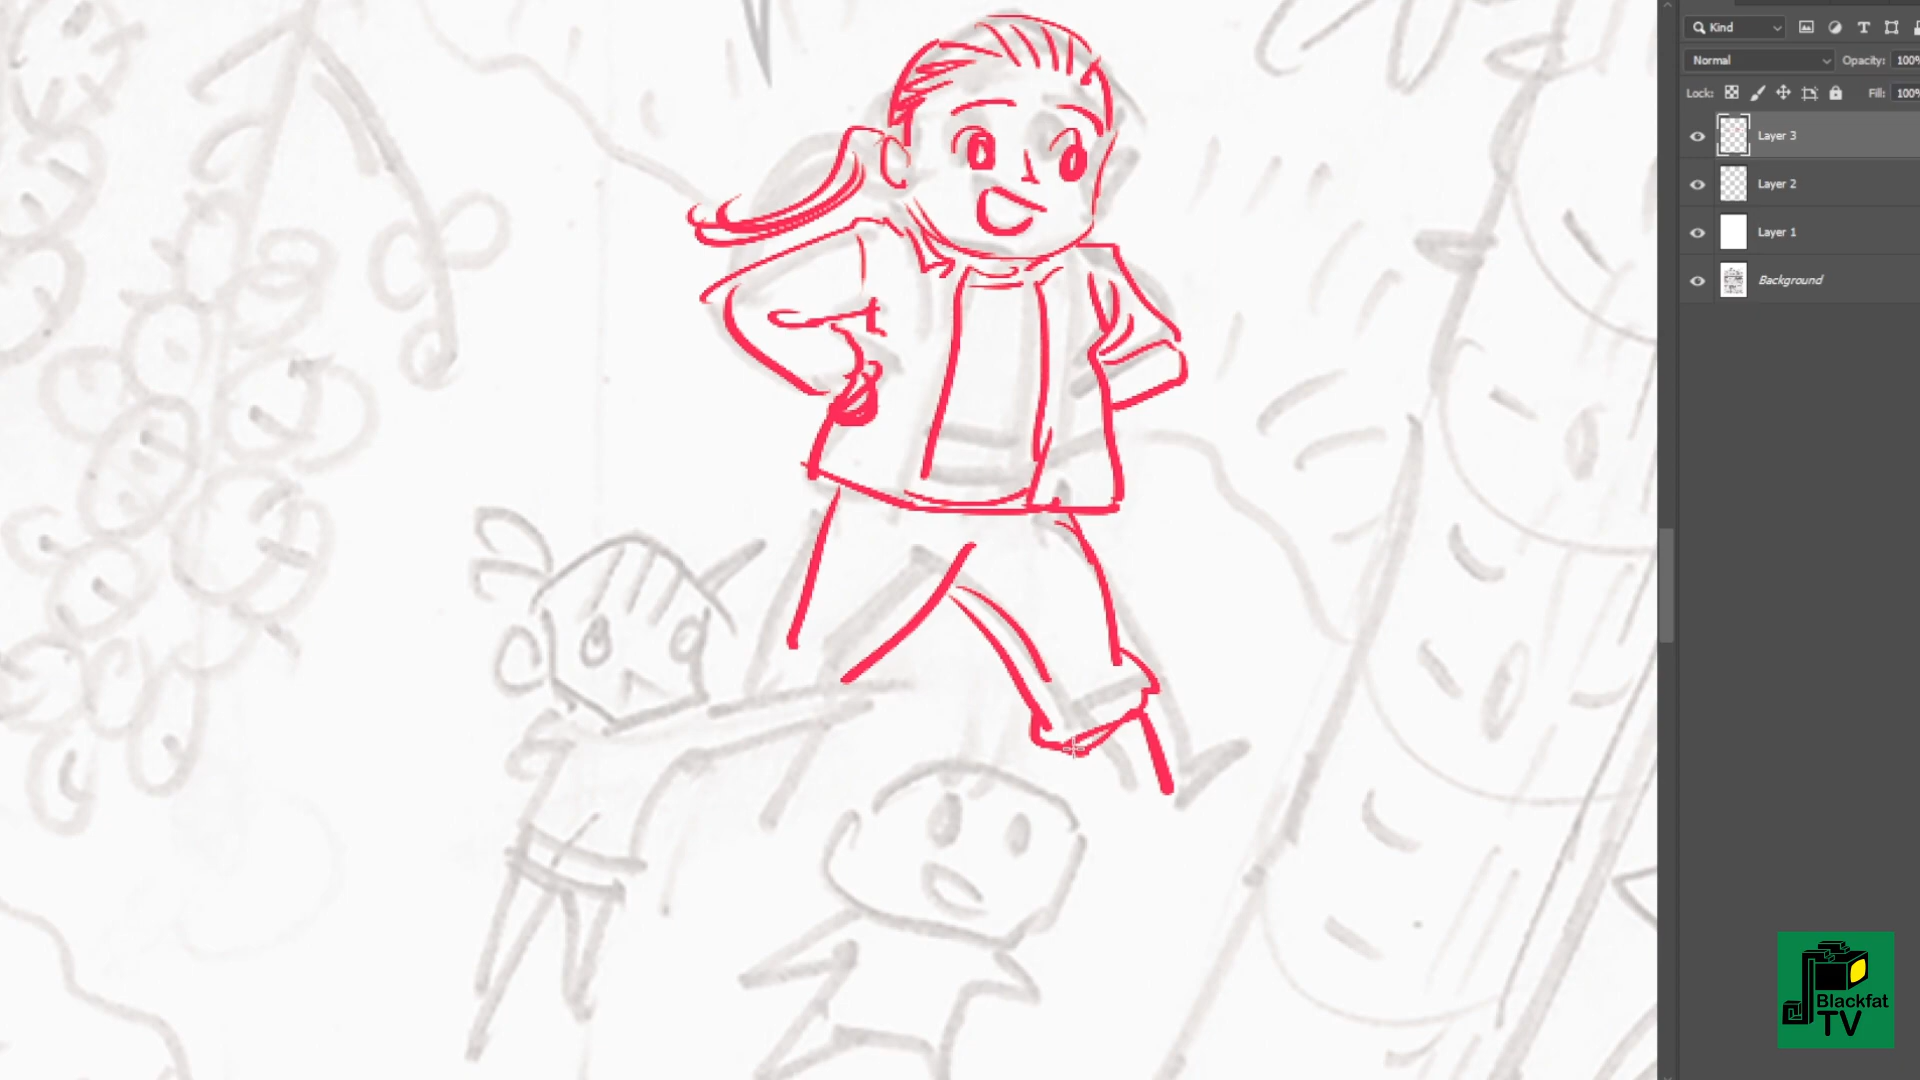 Kind
Normal
Opacity: 100%
Lock:
Fill: 100%
Layer 3
Layer 2
Layer 1
Background
Blackfat
TV